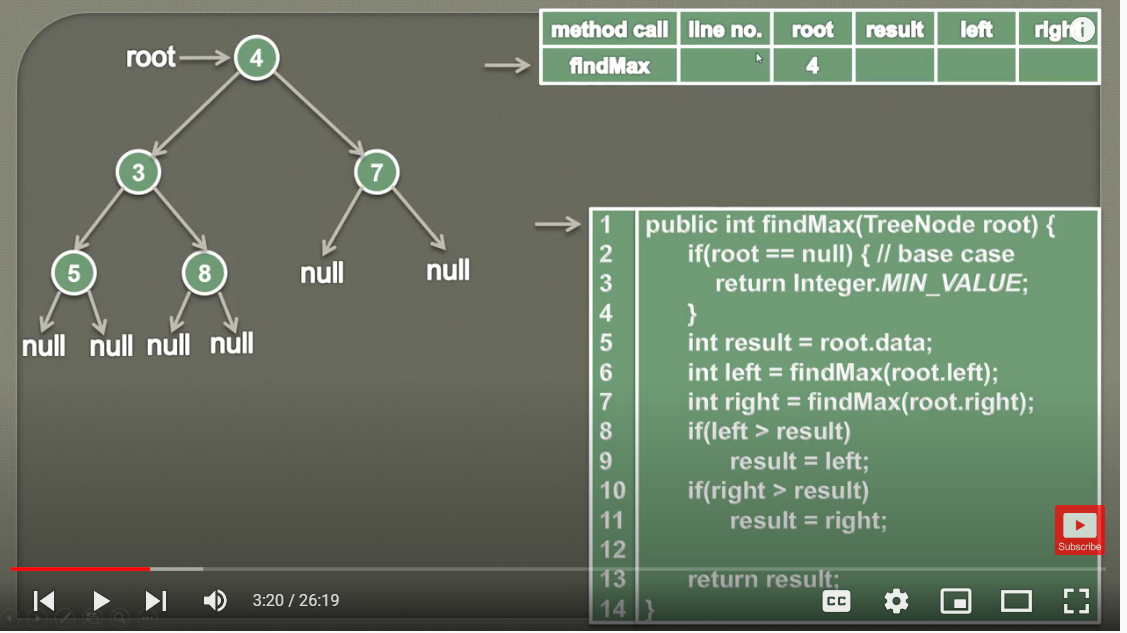 method call line no. root result left right
findMax 4
root 4
3 7
5 8 null null
null null null null
1 public int findMax(TreeNode root) {
2 if(root == null) { // base case
3 return Integer.MIN_VALUE;
4 }
5 int result = root.data;
6 int left = findMax(root.left);
7 int right = findMax(root.right);
8 if(left > result)
9 result = left;
10 if(right > result)
11 result = right;
12
13 return result;
14 }
Subscribe
3:20 / 26:19
CC